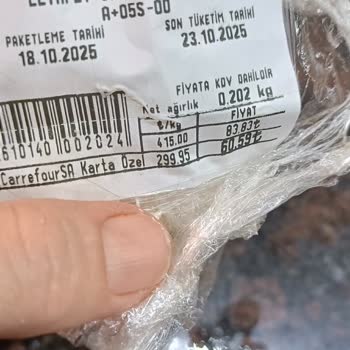 A+05S-00
PAKETLEME TARİHİ
SON TÜKETİM TARİHİ
18.10.2025
23.10.2025
FİYATA KDV DAHİLDİR
Net ağırlık 0.202 kg
₺/kg FİYAT
415.00 83.83₺
CarrefourSA Karta Özel 299.95 60.59₺
610140 002024